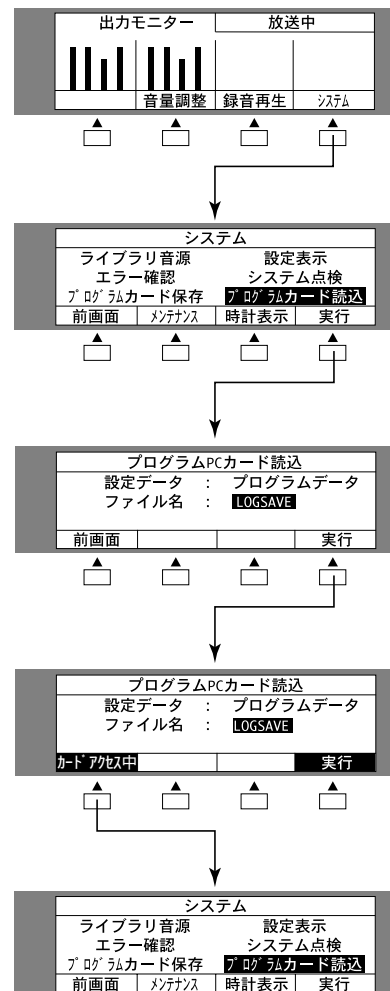 出力モニター 放送中
音量調整 録音再生 ｼｽﾃﾑ
システム
ライブラリ音源 設定表示
エラー確認 システム点検
ﾌﾟﾛｸﾞﾗﾑカード保存 ﾌﾟﾛｸﾞﾗﾑカード読込
前画面 ﾒﾝﾃﾅﾝｽ 時計表示 実行
プログラムPCカード読込
設定データ : プログラムデータ
ファイル名 : LOGSAVE
前画面 実行
プログラムPCカード読込
設定データ : プログラムデータ
ファイル名 : LOGSAVE
ｶｰﾄﾞｱｸｾｽ中 実行
システム
ライブラリ音源 設定表示
エラー確認 システム点検
ﾌﾟﾛｸﾞﾗﾑカード保存 ﾌﾟﾛｸﾞﾗﾑカード読込
前画面 ﾒﾝﾃﾅﾝｽ 時計表示 実行